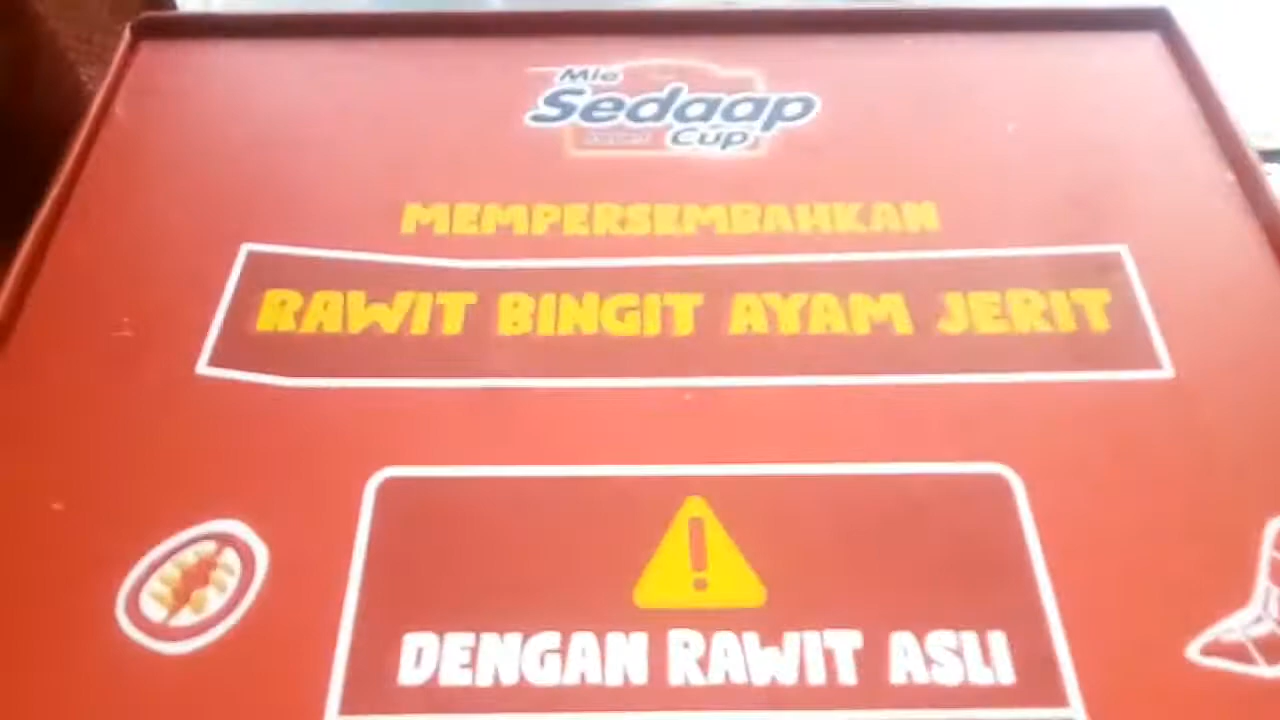 Mie
Sedaap
Cup
MEMPERSEMBAHKAN
RAWIT BINGIT AYAM JERIT
DENGAN RAWIT ASLI